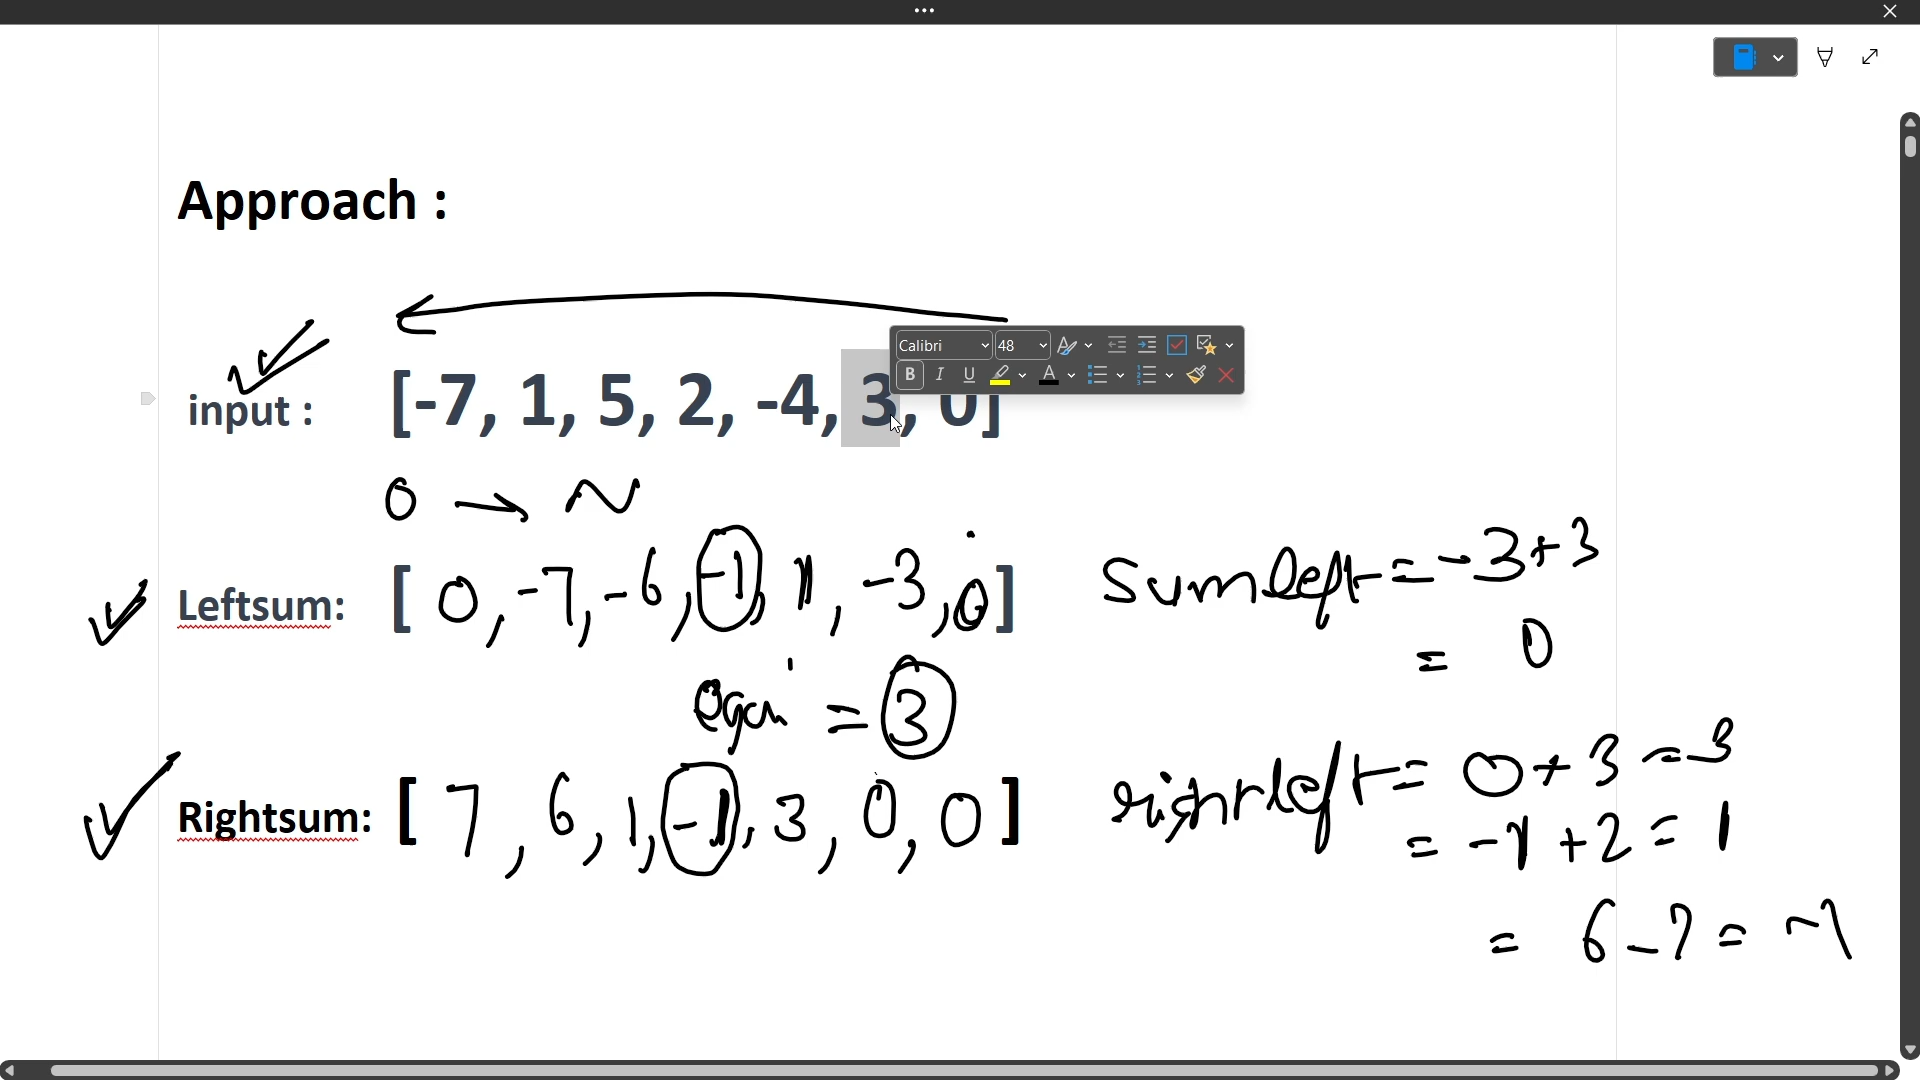 Approach :
Calibri 48
B I U A
input : [-7, 1, 5, 2, -4, 3, 0]
0 → N
Leftsum: [ 0, -7, -6, -1, 1, -3, 0 ]
sumleft = -3+3
= 0
= 3
Rightsum: [ 7, 6, 1, -1, 3, 0, 0 ]
rightleft = 0+3 = 3
= -1+2 = 1
= 6-7 = -1